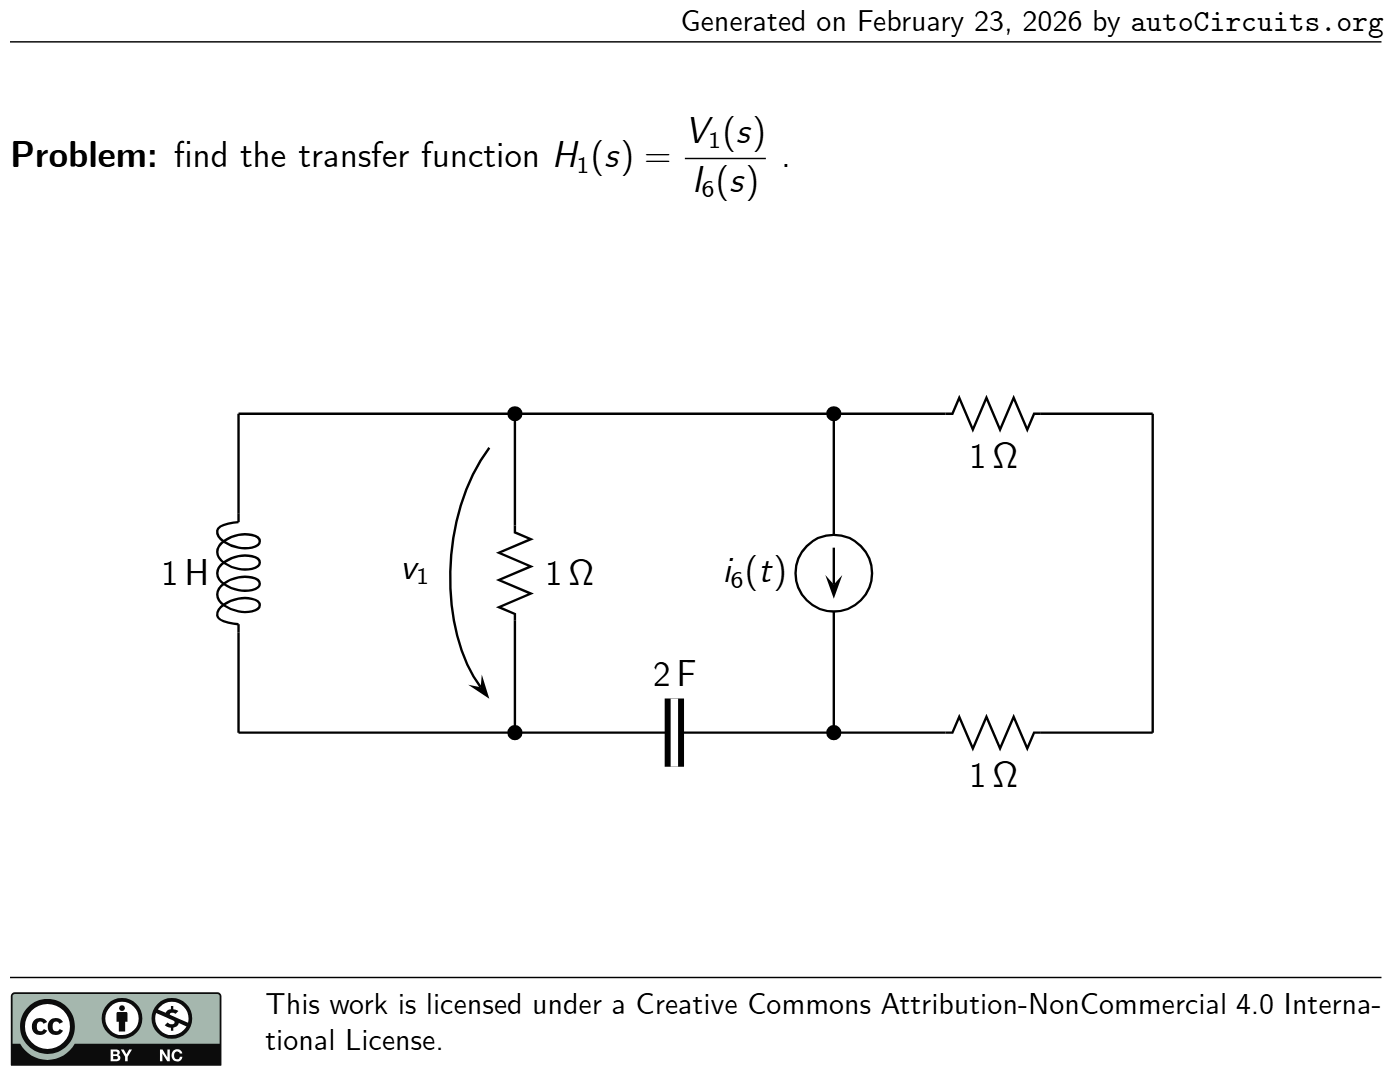 Generated on February 23, 2026 by autoCircuits.org
Problem: find the transfer function H₁(s) = V₁(s) / I₆(s) .
1 Ω
1 H
v₁
1 Ω
i₆(t)
2 F
1 Ω
This work is licensed under a Creative Commons Attribution-NonCommercial 4.0 Interna-
tional License.
cc
BY NC